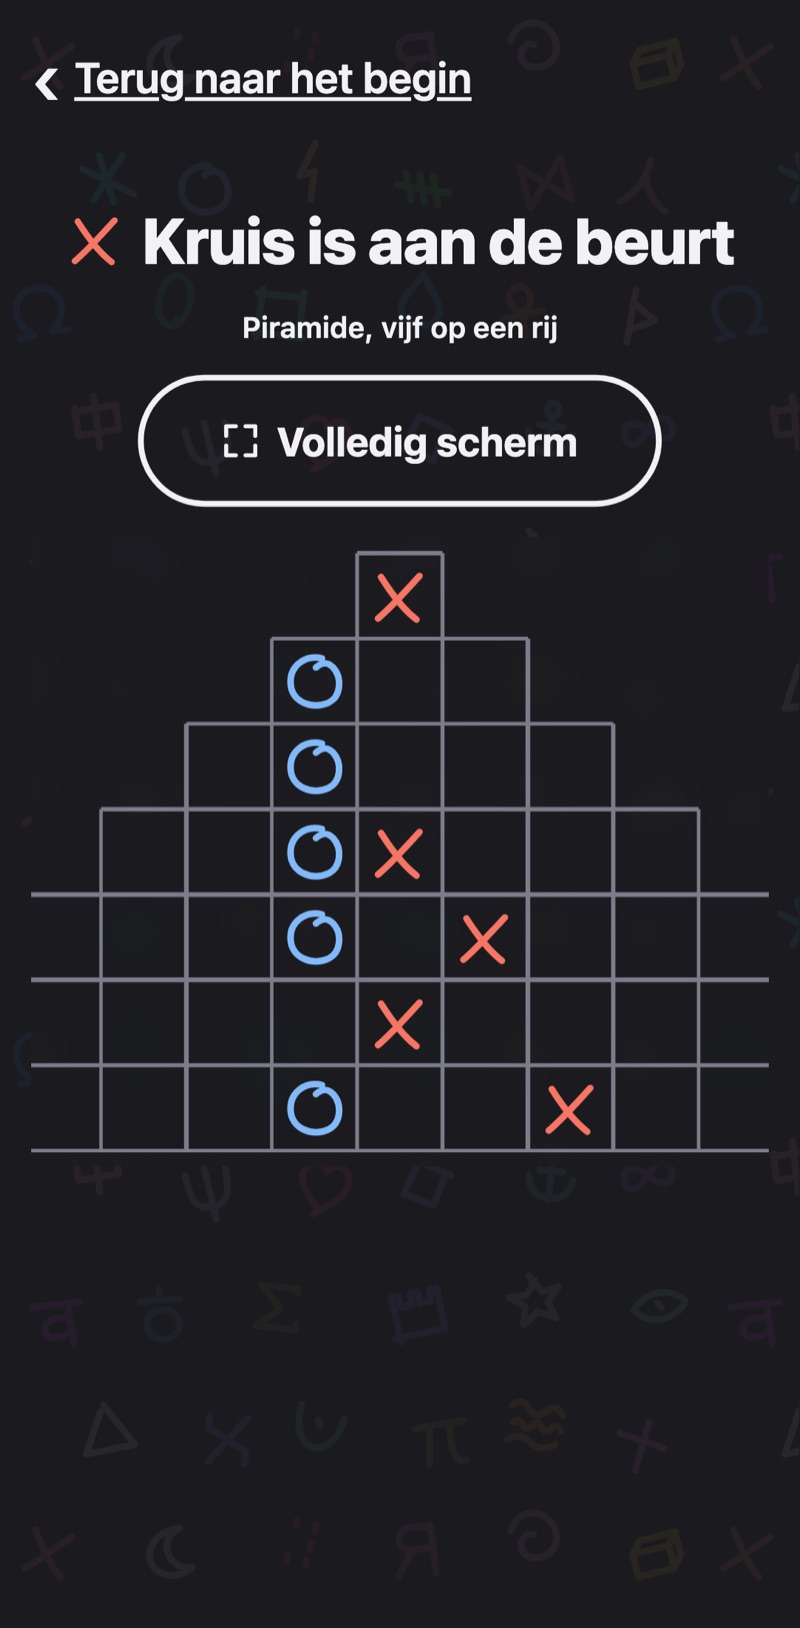 Terug naar het begin
Kruis is aan de beurt
Piramide, vijf op een rij
Volledig scherm